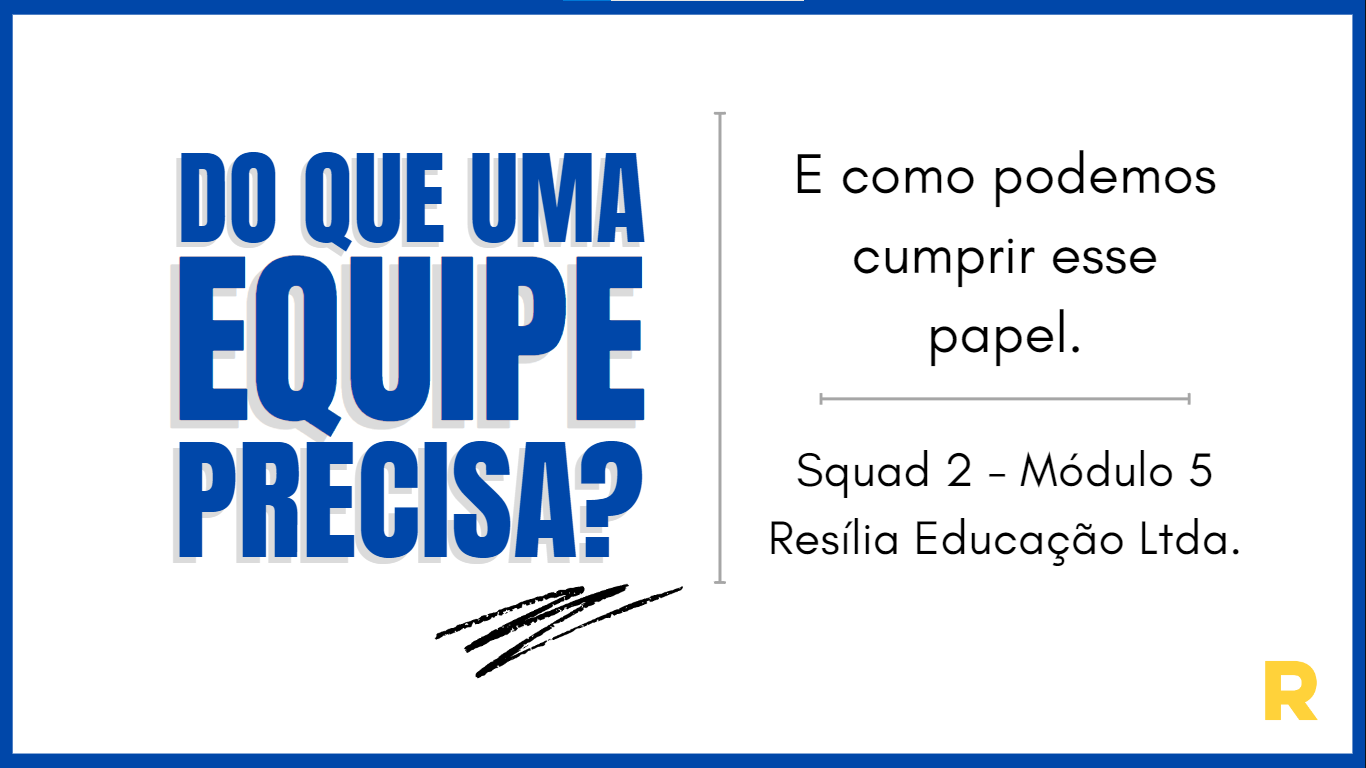 DO QUE UMA
EQUIPE
PRECISA?
E como podemos
cumprir esse
papel.
Squad 2 - Módulo 5
Resília Educação Ltda.
R